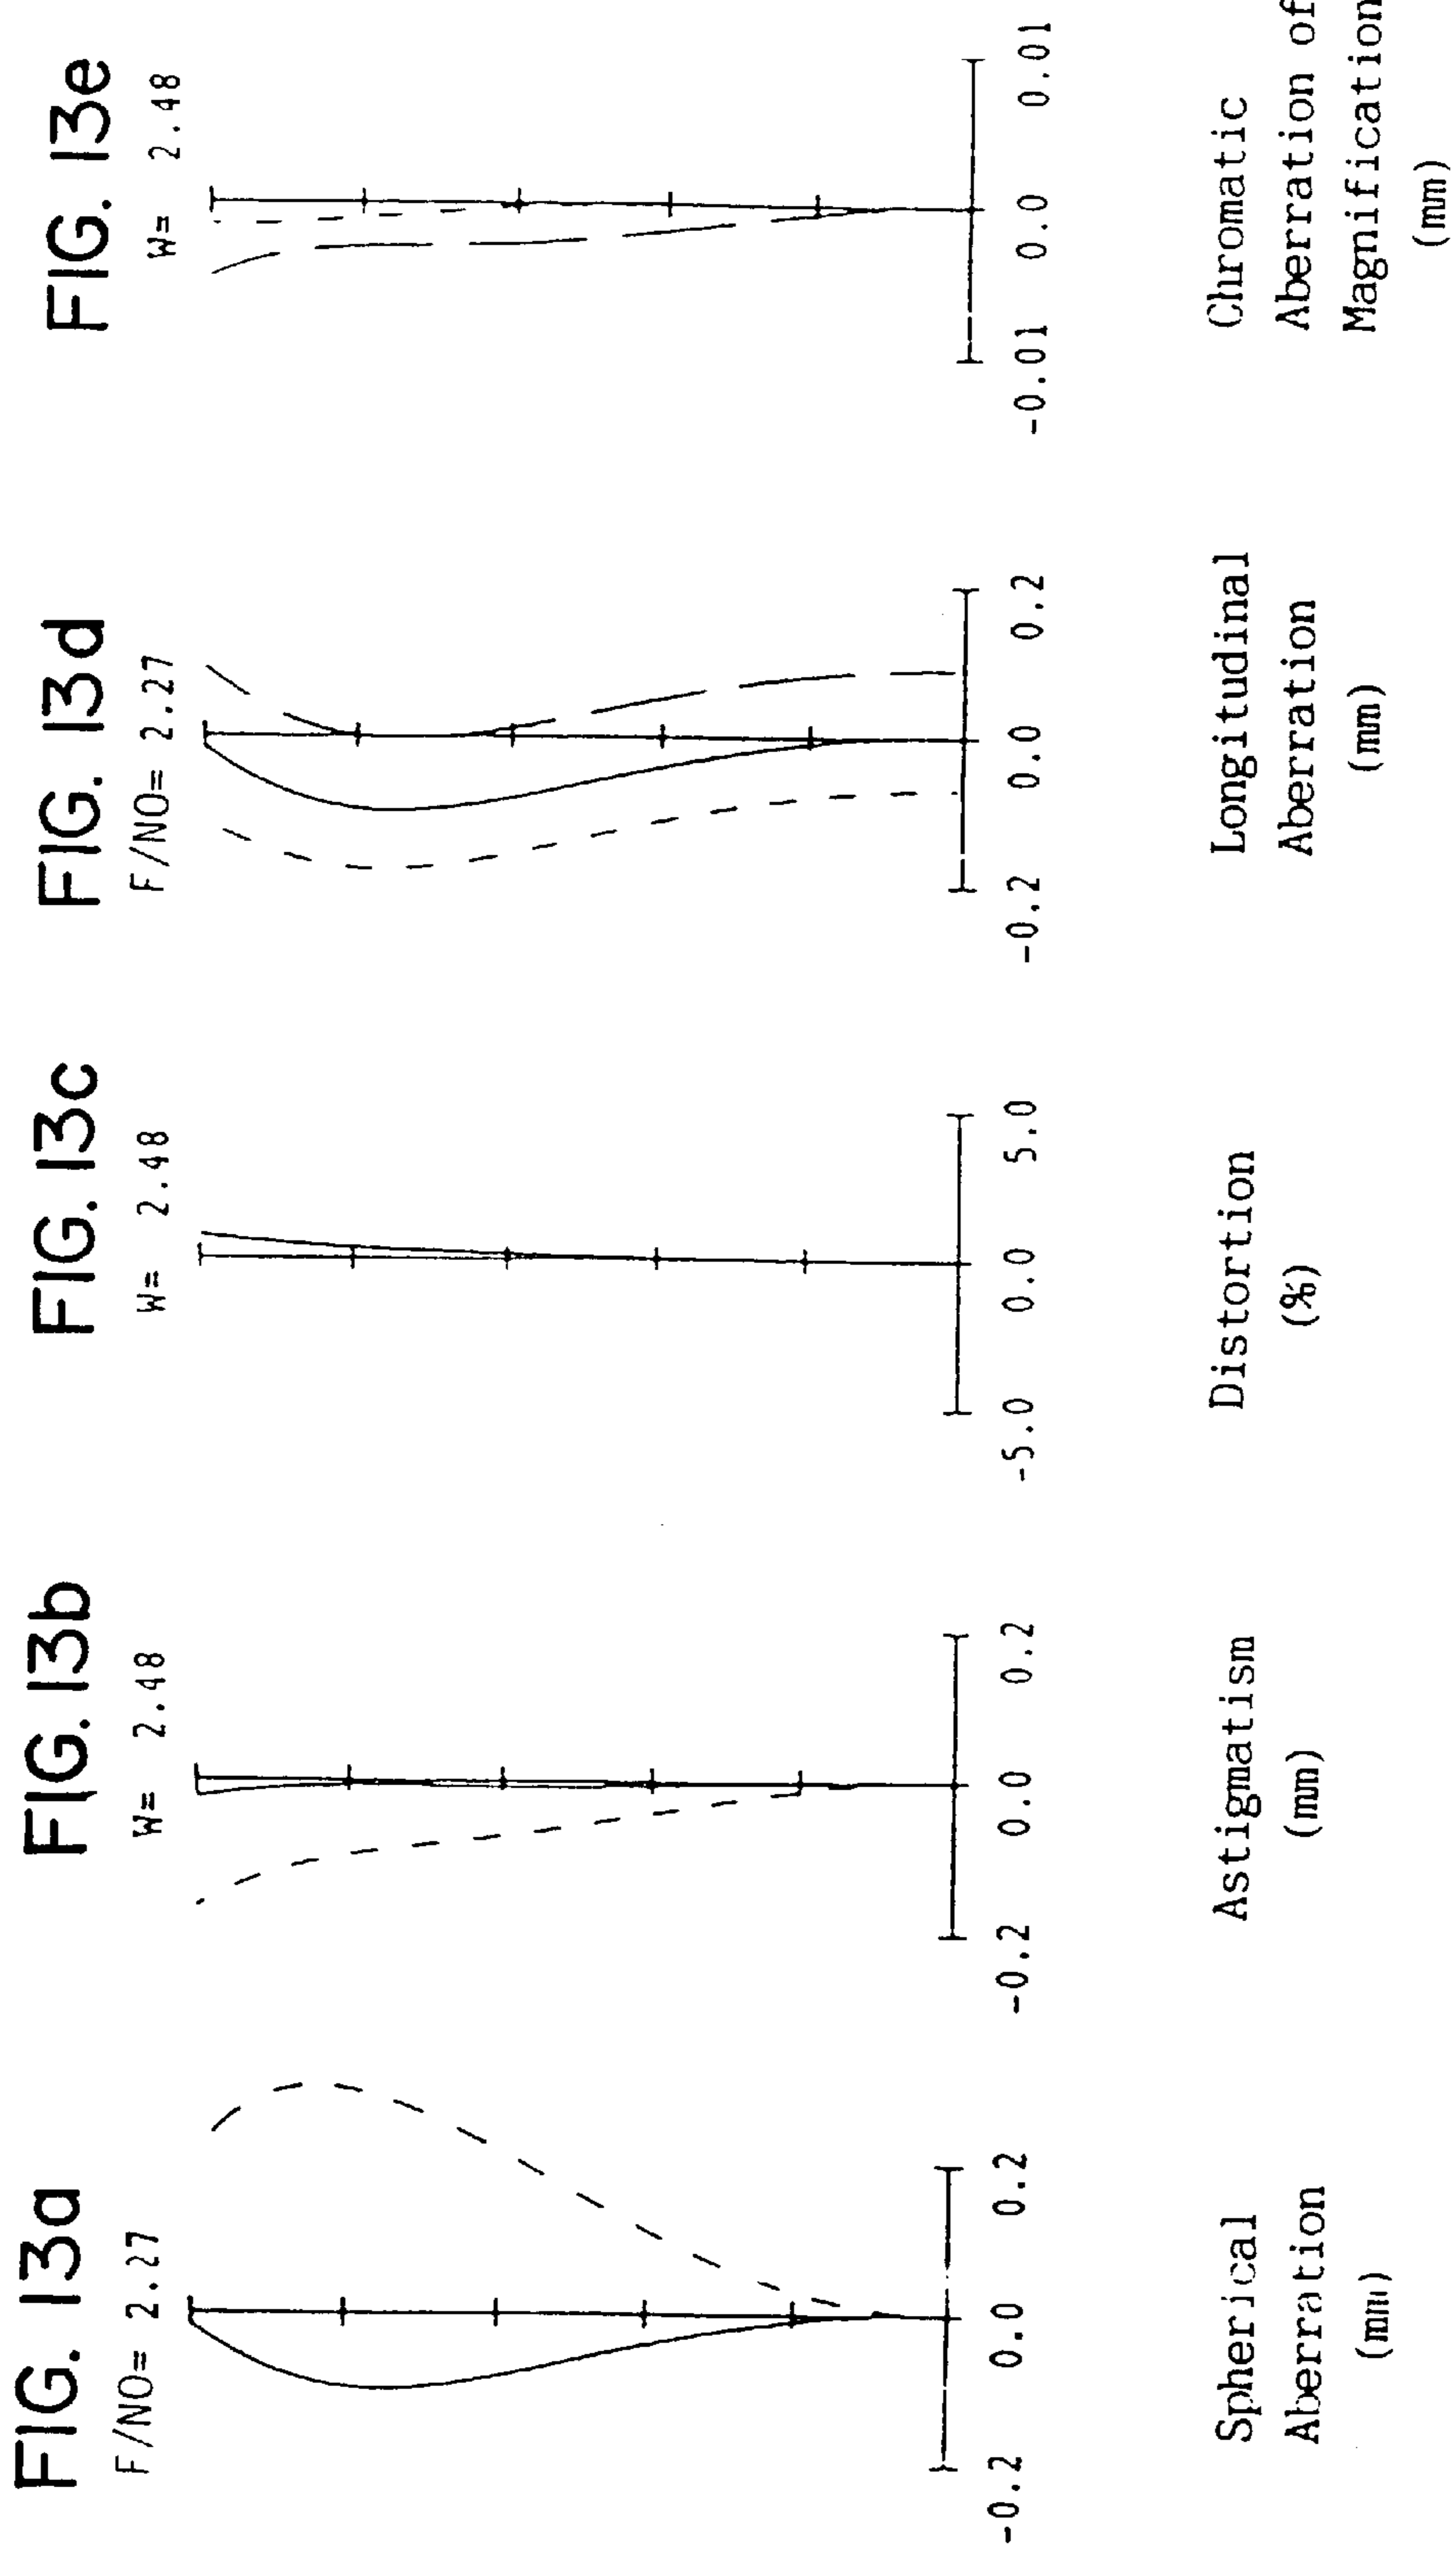 FIG. 13a
F/NO= 2.27
-0.2 0.0 0.2
Spherical
Aberration
(mm)
FIG. 13b
W= 2.48
-0.2 0.0 0.2
Astigmatism
(mm)
FIG. 13c
W= 2.48
-5.0 0.0 5.0
Distortion
(%)
FIG. 13d
F/NO= 2.27
-0.2 0.0 0.2
Longitudinal
Aberration
(mm)
FIG. 13e
W= 2.48
-0.01 0.0 0.01
Chromatic
Aberration of
Magnification
(mm)